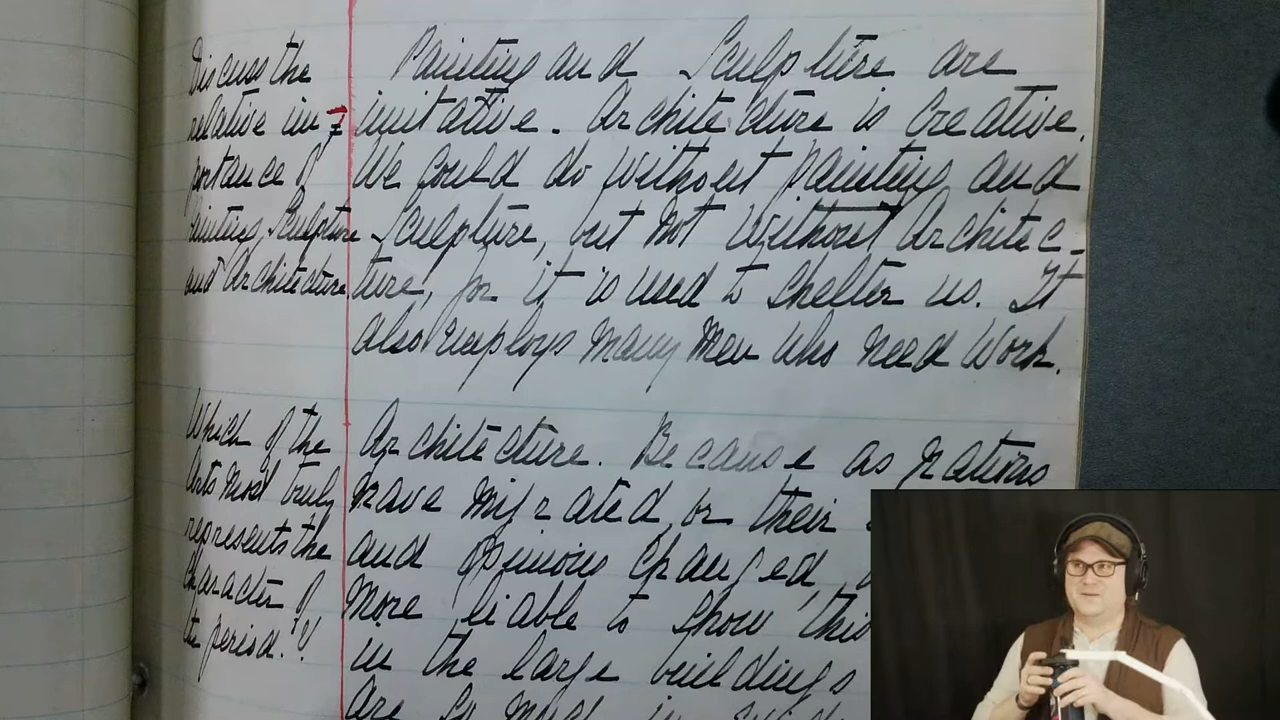 Discuss the
relative im-
portance of
painting, Sculpture
and Architecture
Painting and Sculpture are
imitative. Architecture is Creative.
We Could do Without Painting and
Sculpture, but not Without Architec-
ture, for it is used to Shelter us. It
also employs Many Men Who need Work.
Which of the
Arts Most truly
represents the
Character of
the period.
Architecture. Because as nations
have Migrated, or their
and Opinions Changed,
More liable to Show this
in the large buildings
are so Much in